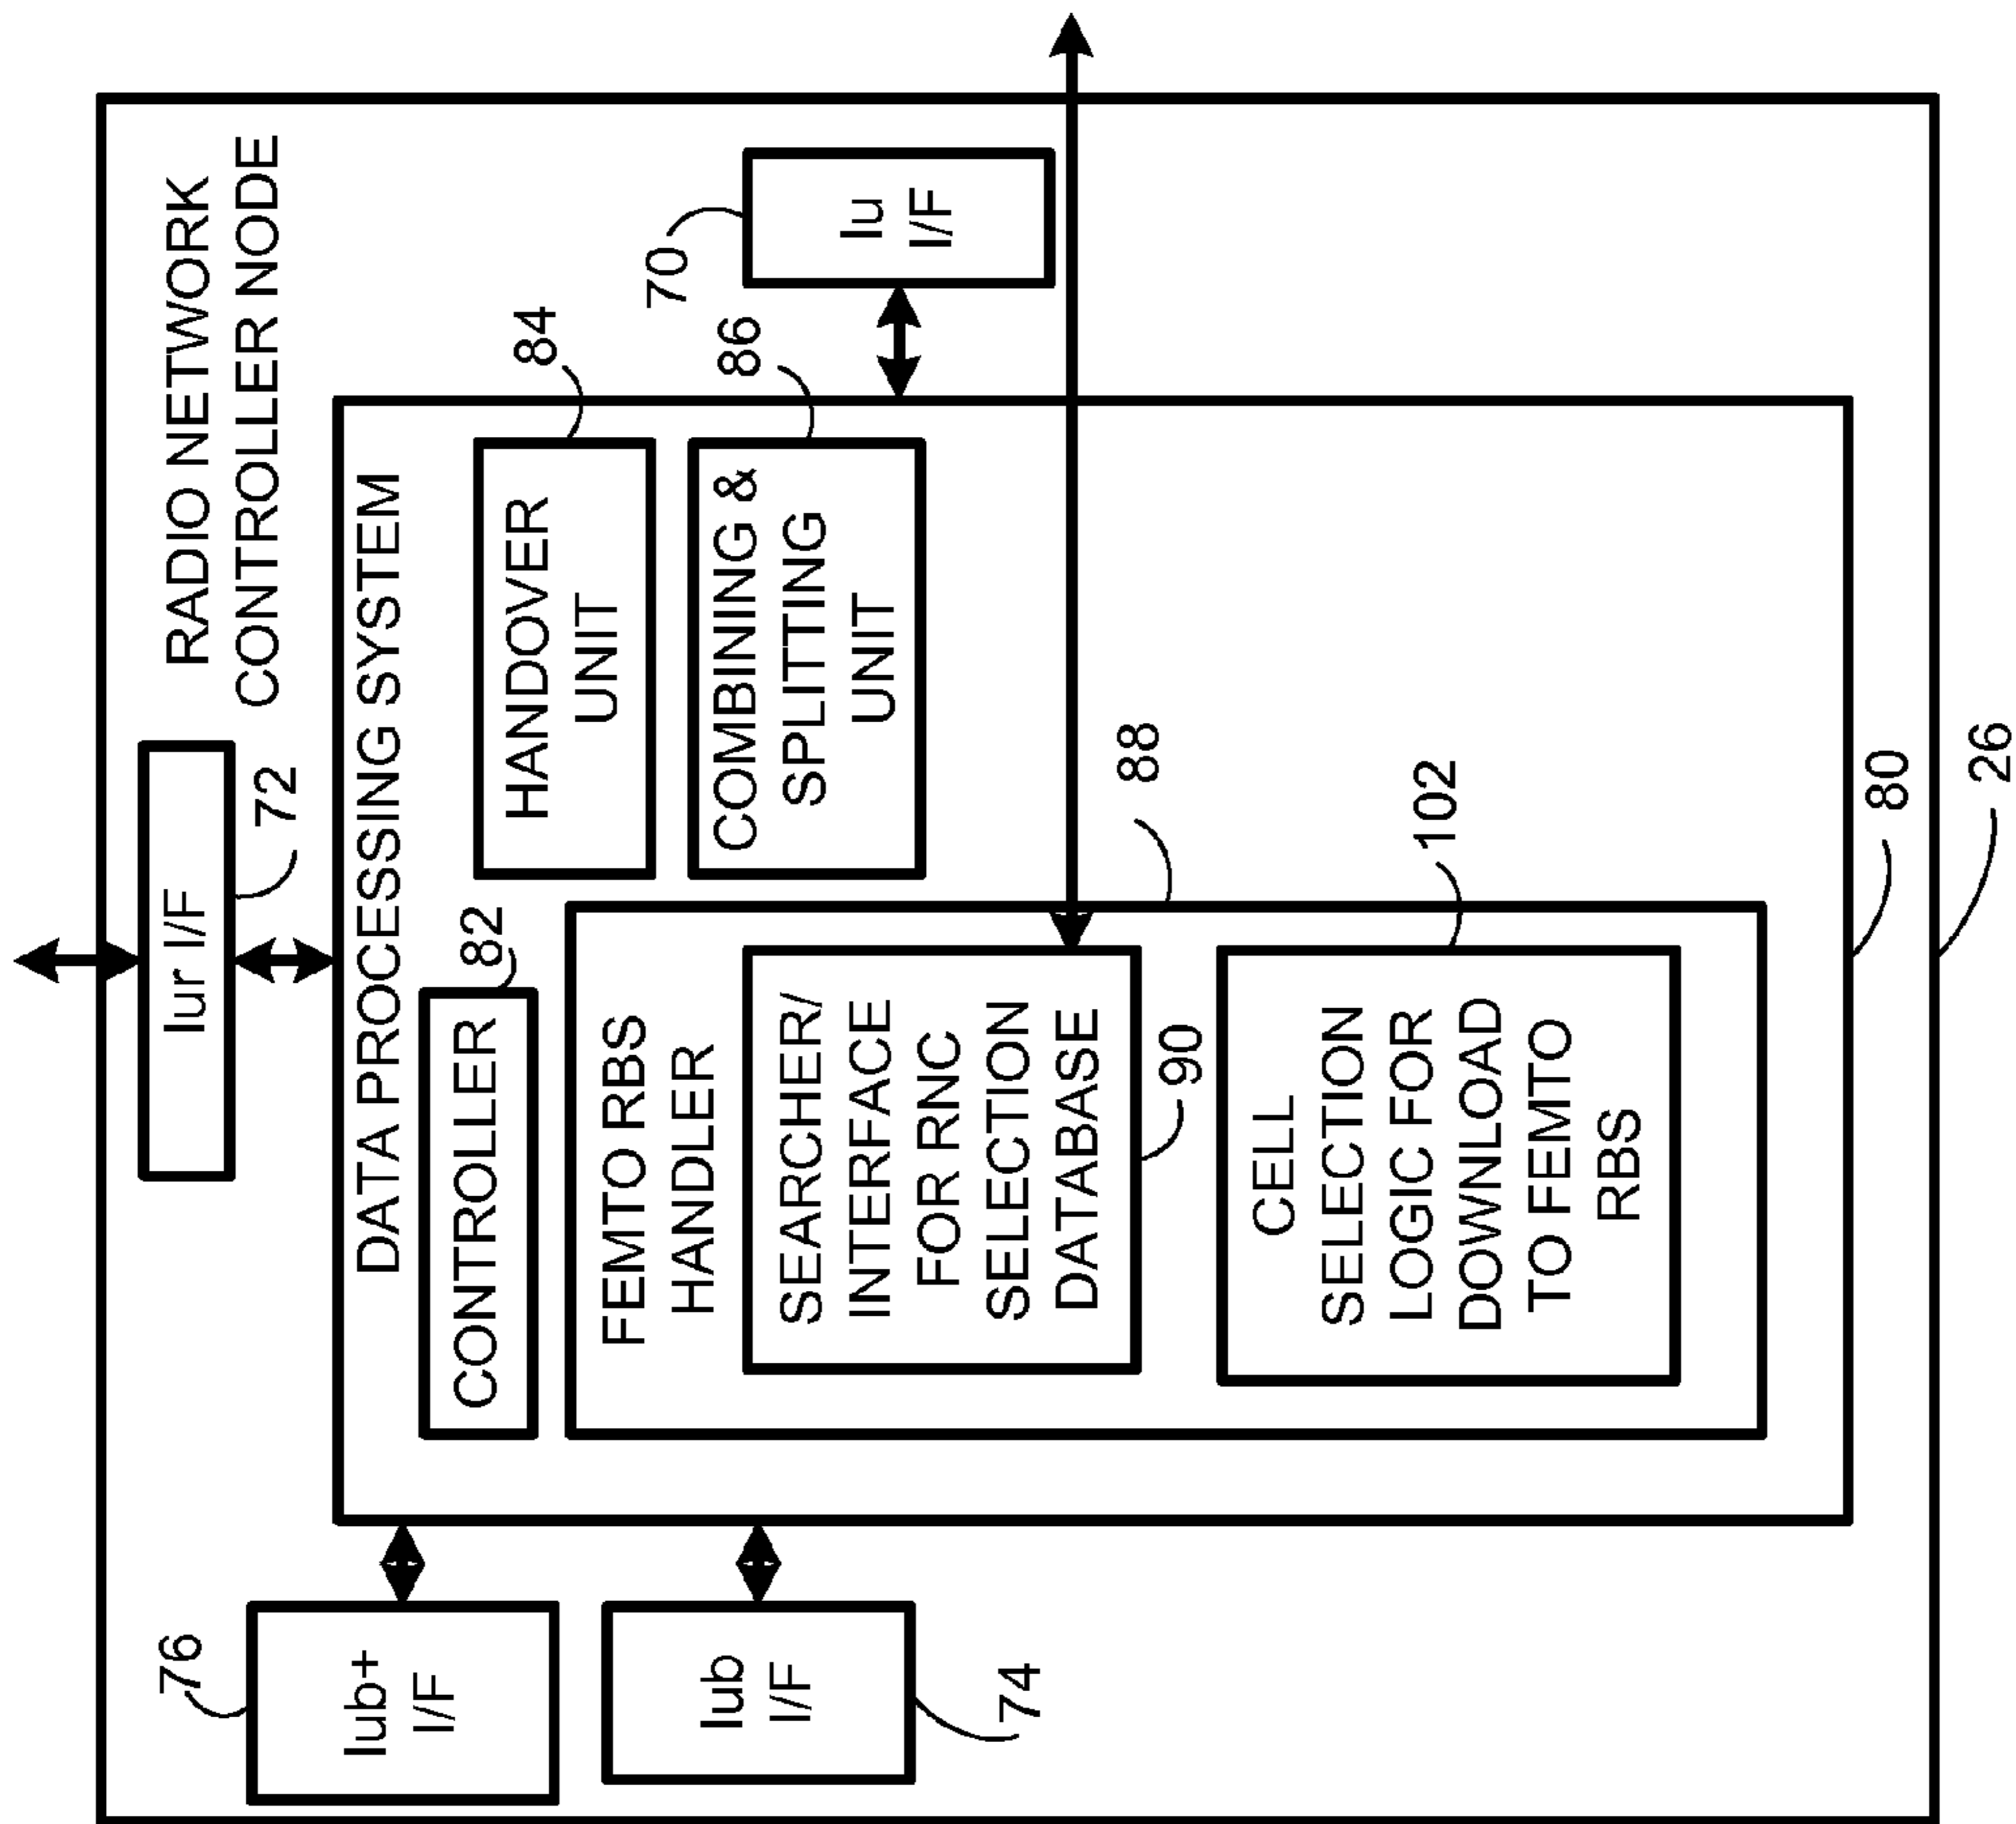 RADIO NETWORK
CONTROLLER NODE
Iur I/F
72
DATA PROCESSING SYSTEM
76
Iub+
I/F
Iub
I/F
74
CONTROLLER
82
HANDOVER
UNIT
84
COMBINING &
SPLITTING
UNIT
86
70
Iu
I/F
FEMTO RBS
HANDLER
SEARCHER/
INTERFACE
FOR RNC
SELECTION
DATABASE
90
88
CELL
SELECTION
LOGIC FOR
DOWNLOAD
TO FEMTO
RBS
102
80
26